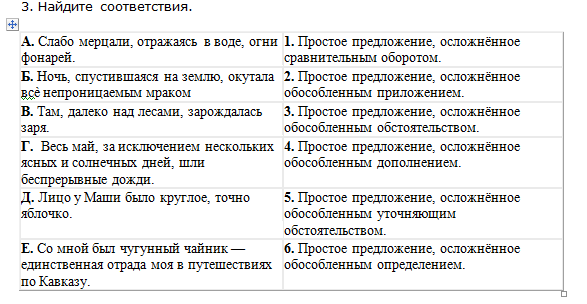 3. Найдите соответствия.
А. Слабо мерцали, отражаясь в воде, огни
фонарей.
1. Простое предложение, осложнённое
сравнительным оборотом.
Б. Ночь, спустившаяся на землю, окутала
всё непроницаемым мраком
2. Простое предложение, осложнённое
обособленным приложением.
В. Там, далеко над лесами, зарождалась
заря.
3. Простое предложение, осложнённое
обособленным обстоятельством.
Г. Весь май, за исключением нескольких
ясных и солнечных дней, шли
беспрерывные дожди.
4. Простое предложение, осложнённое
обособленным дополнением.
Д. Лицо у Маши было круглое, точно
яблочко.
5. Простое предложение, осложнённое
обособленным уточняющим
обстоятельством.
Е. Со мной был чугунный чайник —
единственная отрада моя в путешествиях
по Кавказу.
6. Простое предложение, осложнённое
обособленным определением.